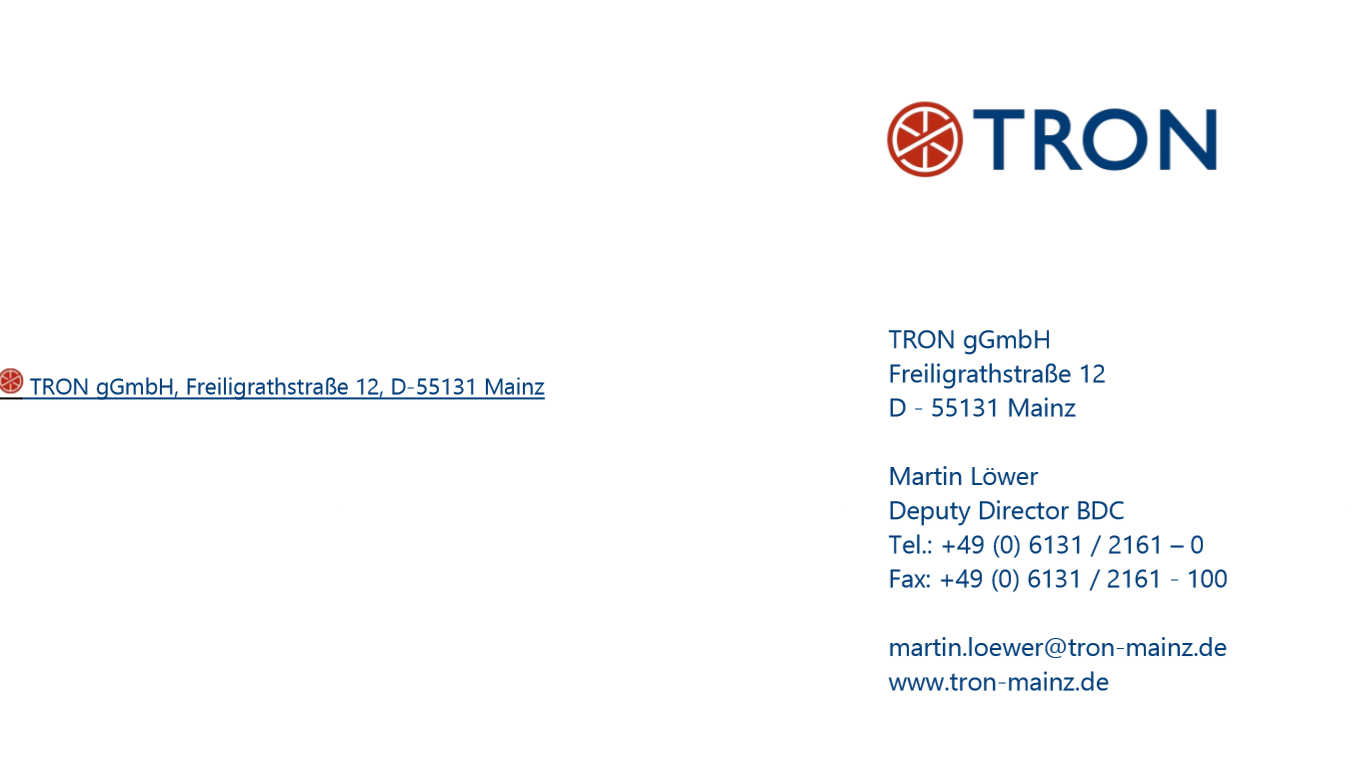 TRON
TRON gGmbH, Freiligrathstraße 12, D-55131 Mainz
TRON gGmbH
Freiligrathstraße 12
D - 55131 Mainz
Martin Löwer
Deputy Director BDC
Tel.: +49 (0) 6131 / 2161 – 0
Fax: +49 (0) 6131 / 2161 - 100
martin.loewer@tron-mainz.de
www.tron-mainz.de